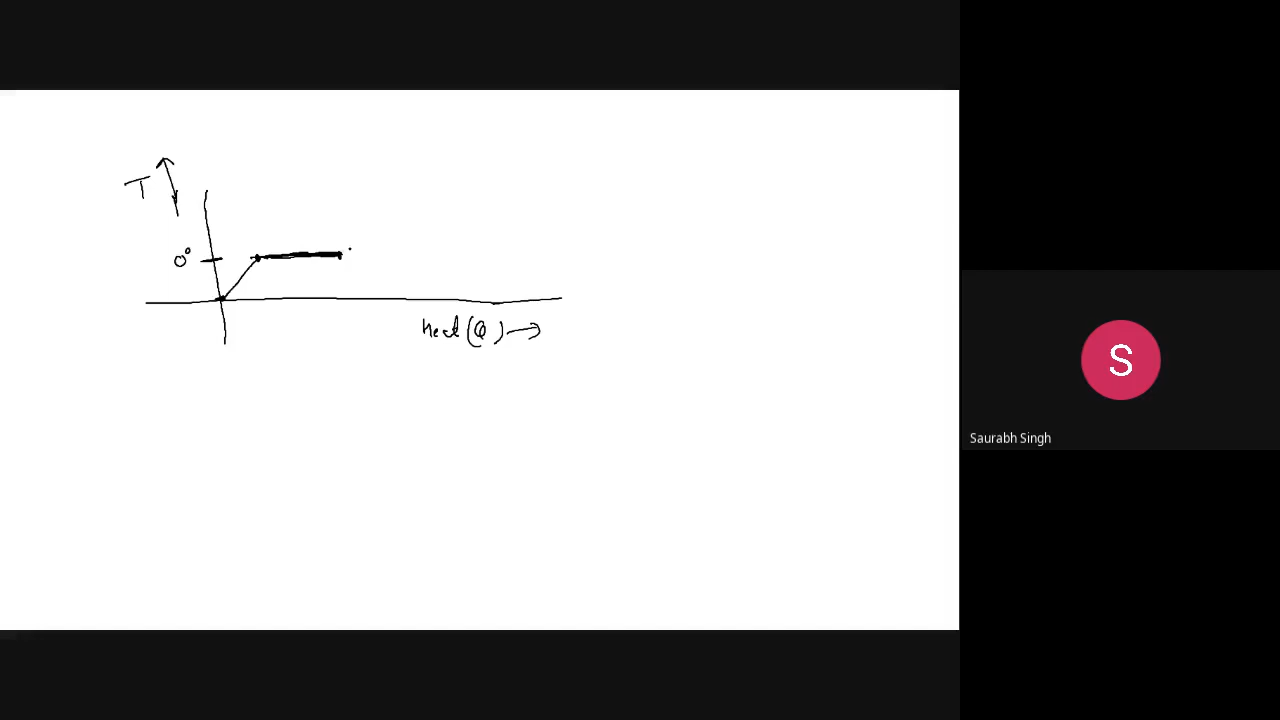 T
0°
heat (Q) →
S
Saurabh Singh